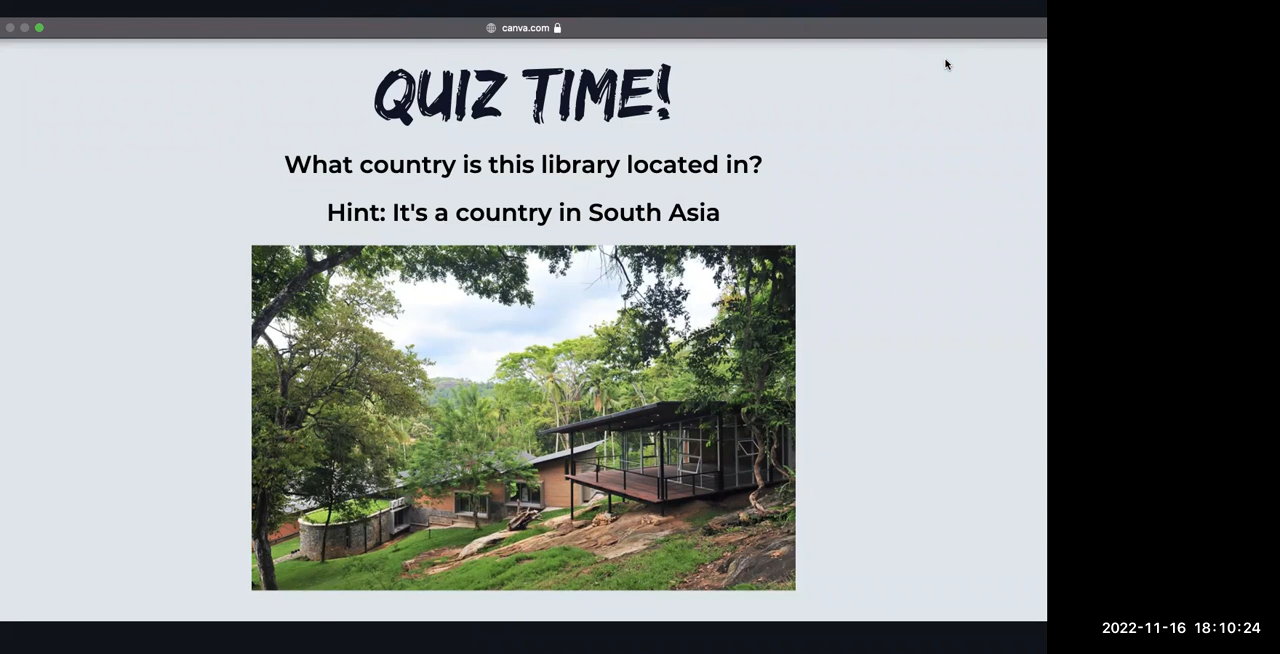 canva.com
QUIZ TIME!
What country is this library located in?
Hint: It's a country in South Asia
2022-11-16 18:10:24